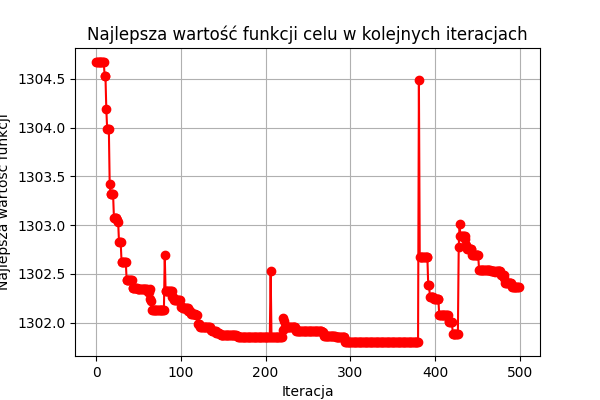 Najlepsza wartość funkcji celu w kolejnych iteracjach
Najlepsza wartość funkcji
1304.5
1304.0
1303.5
1303.0
1302.5
1302.0
0 100 200 300 400 500
Iteracja